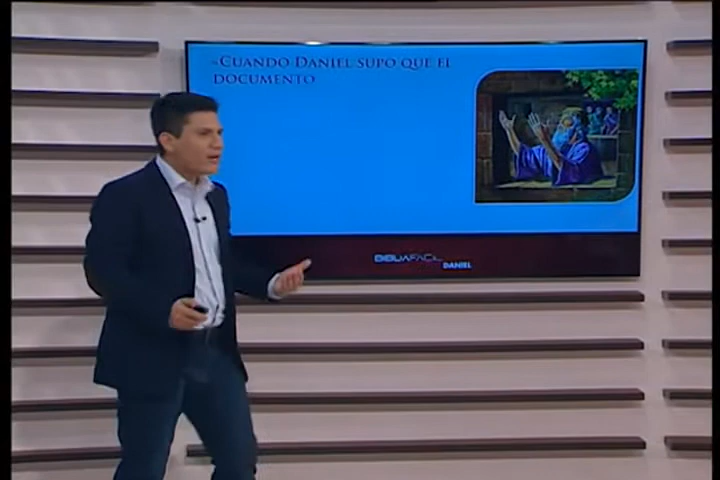 «Cuando Daniel supo que el
documento
BIBLIAFACIL
DANIEL